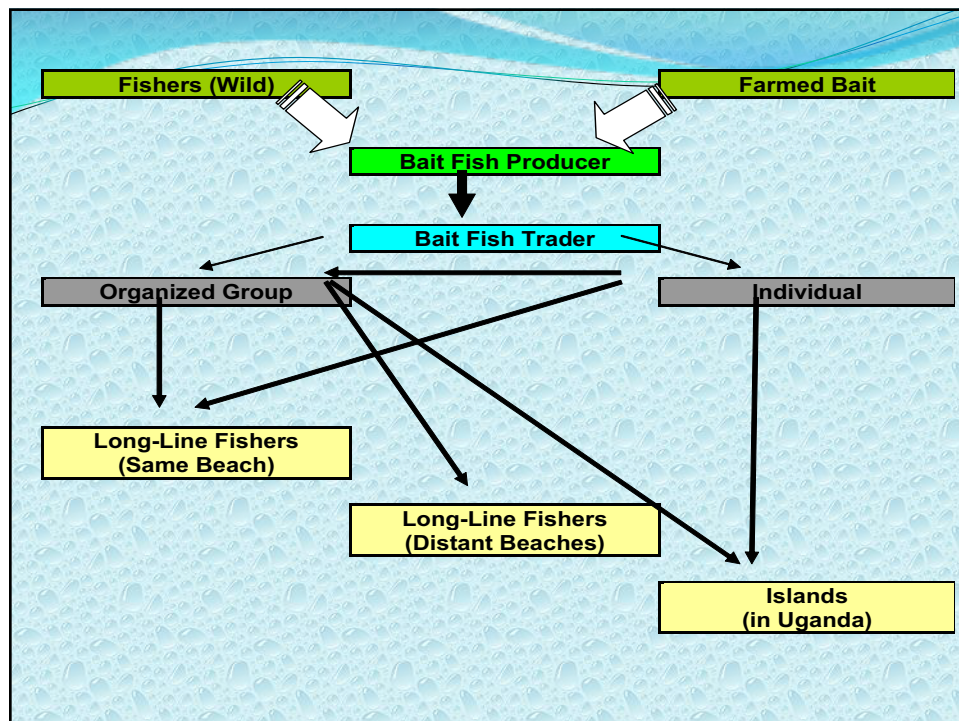 Fishers (Wild)
Farmed Bait
Bait Fish Producer
Bait Fish Trader
Organized Group
Individual
Long-Line Fishers
(Same Beach)
Long-Line Fishers
(Distant Beaches)
Islands
(in Uganda)